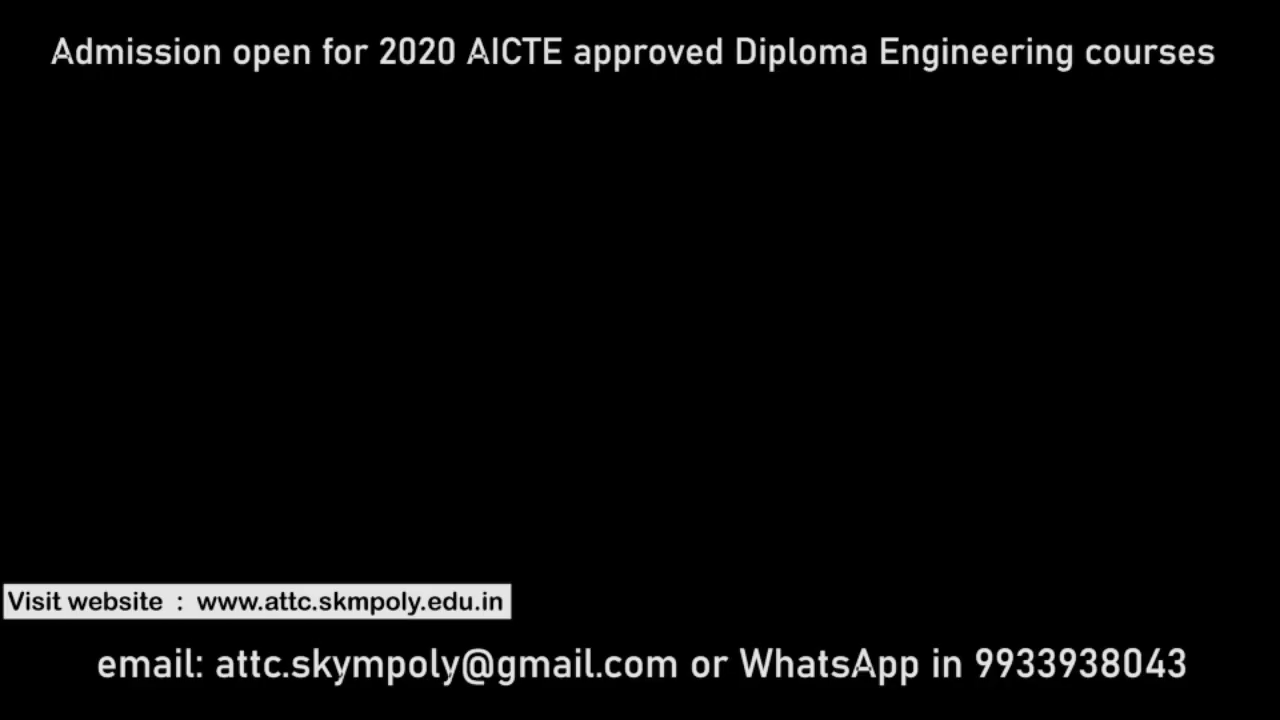 Admission open for 2020 AICTE approved Diploma Engineering courses
Visit website : www.attc.skmpoly.edu.in
email: attc.skympoly@gmail.com or WhatsApp in 9933938043